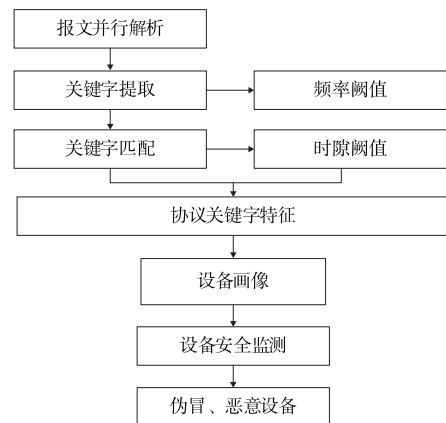 报文并行解析
关键字提取
频率阈值
关键字匹配
时隙阈值
协议关键字特征
设备画像
设备安全监测
伪冒、恶意设备